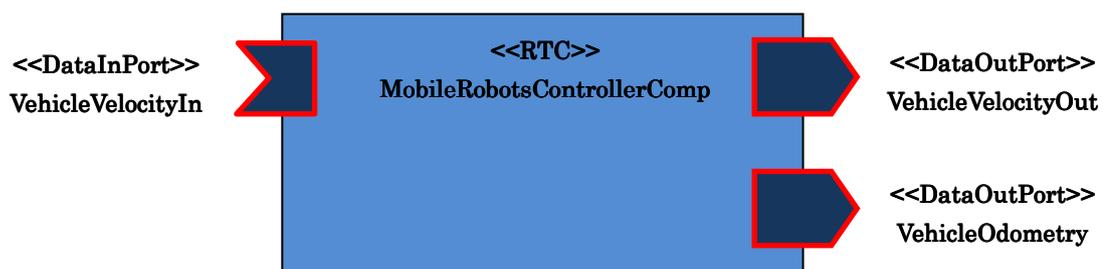 <<DataInPort>>
VehicleVelocityIn
<<RTC>>
MobileRobotsControllerComp
<<DataOutPort>>
VehicleVelocityOut
<<DataOutPort>>
VehicleOdometry